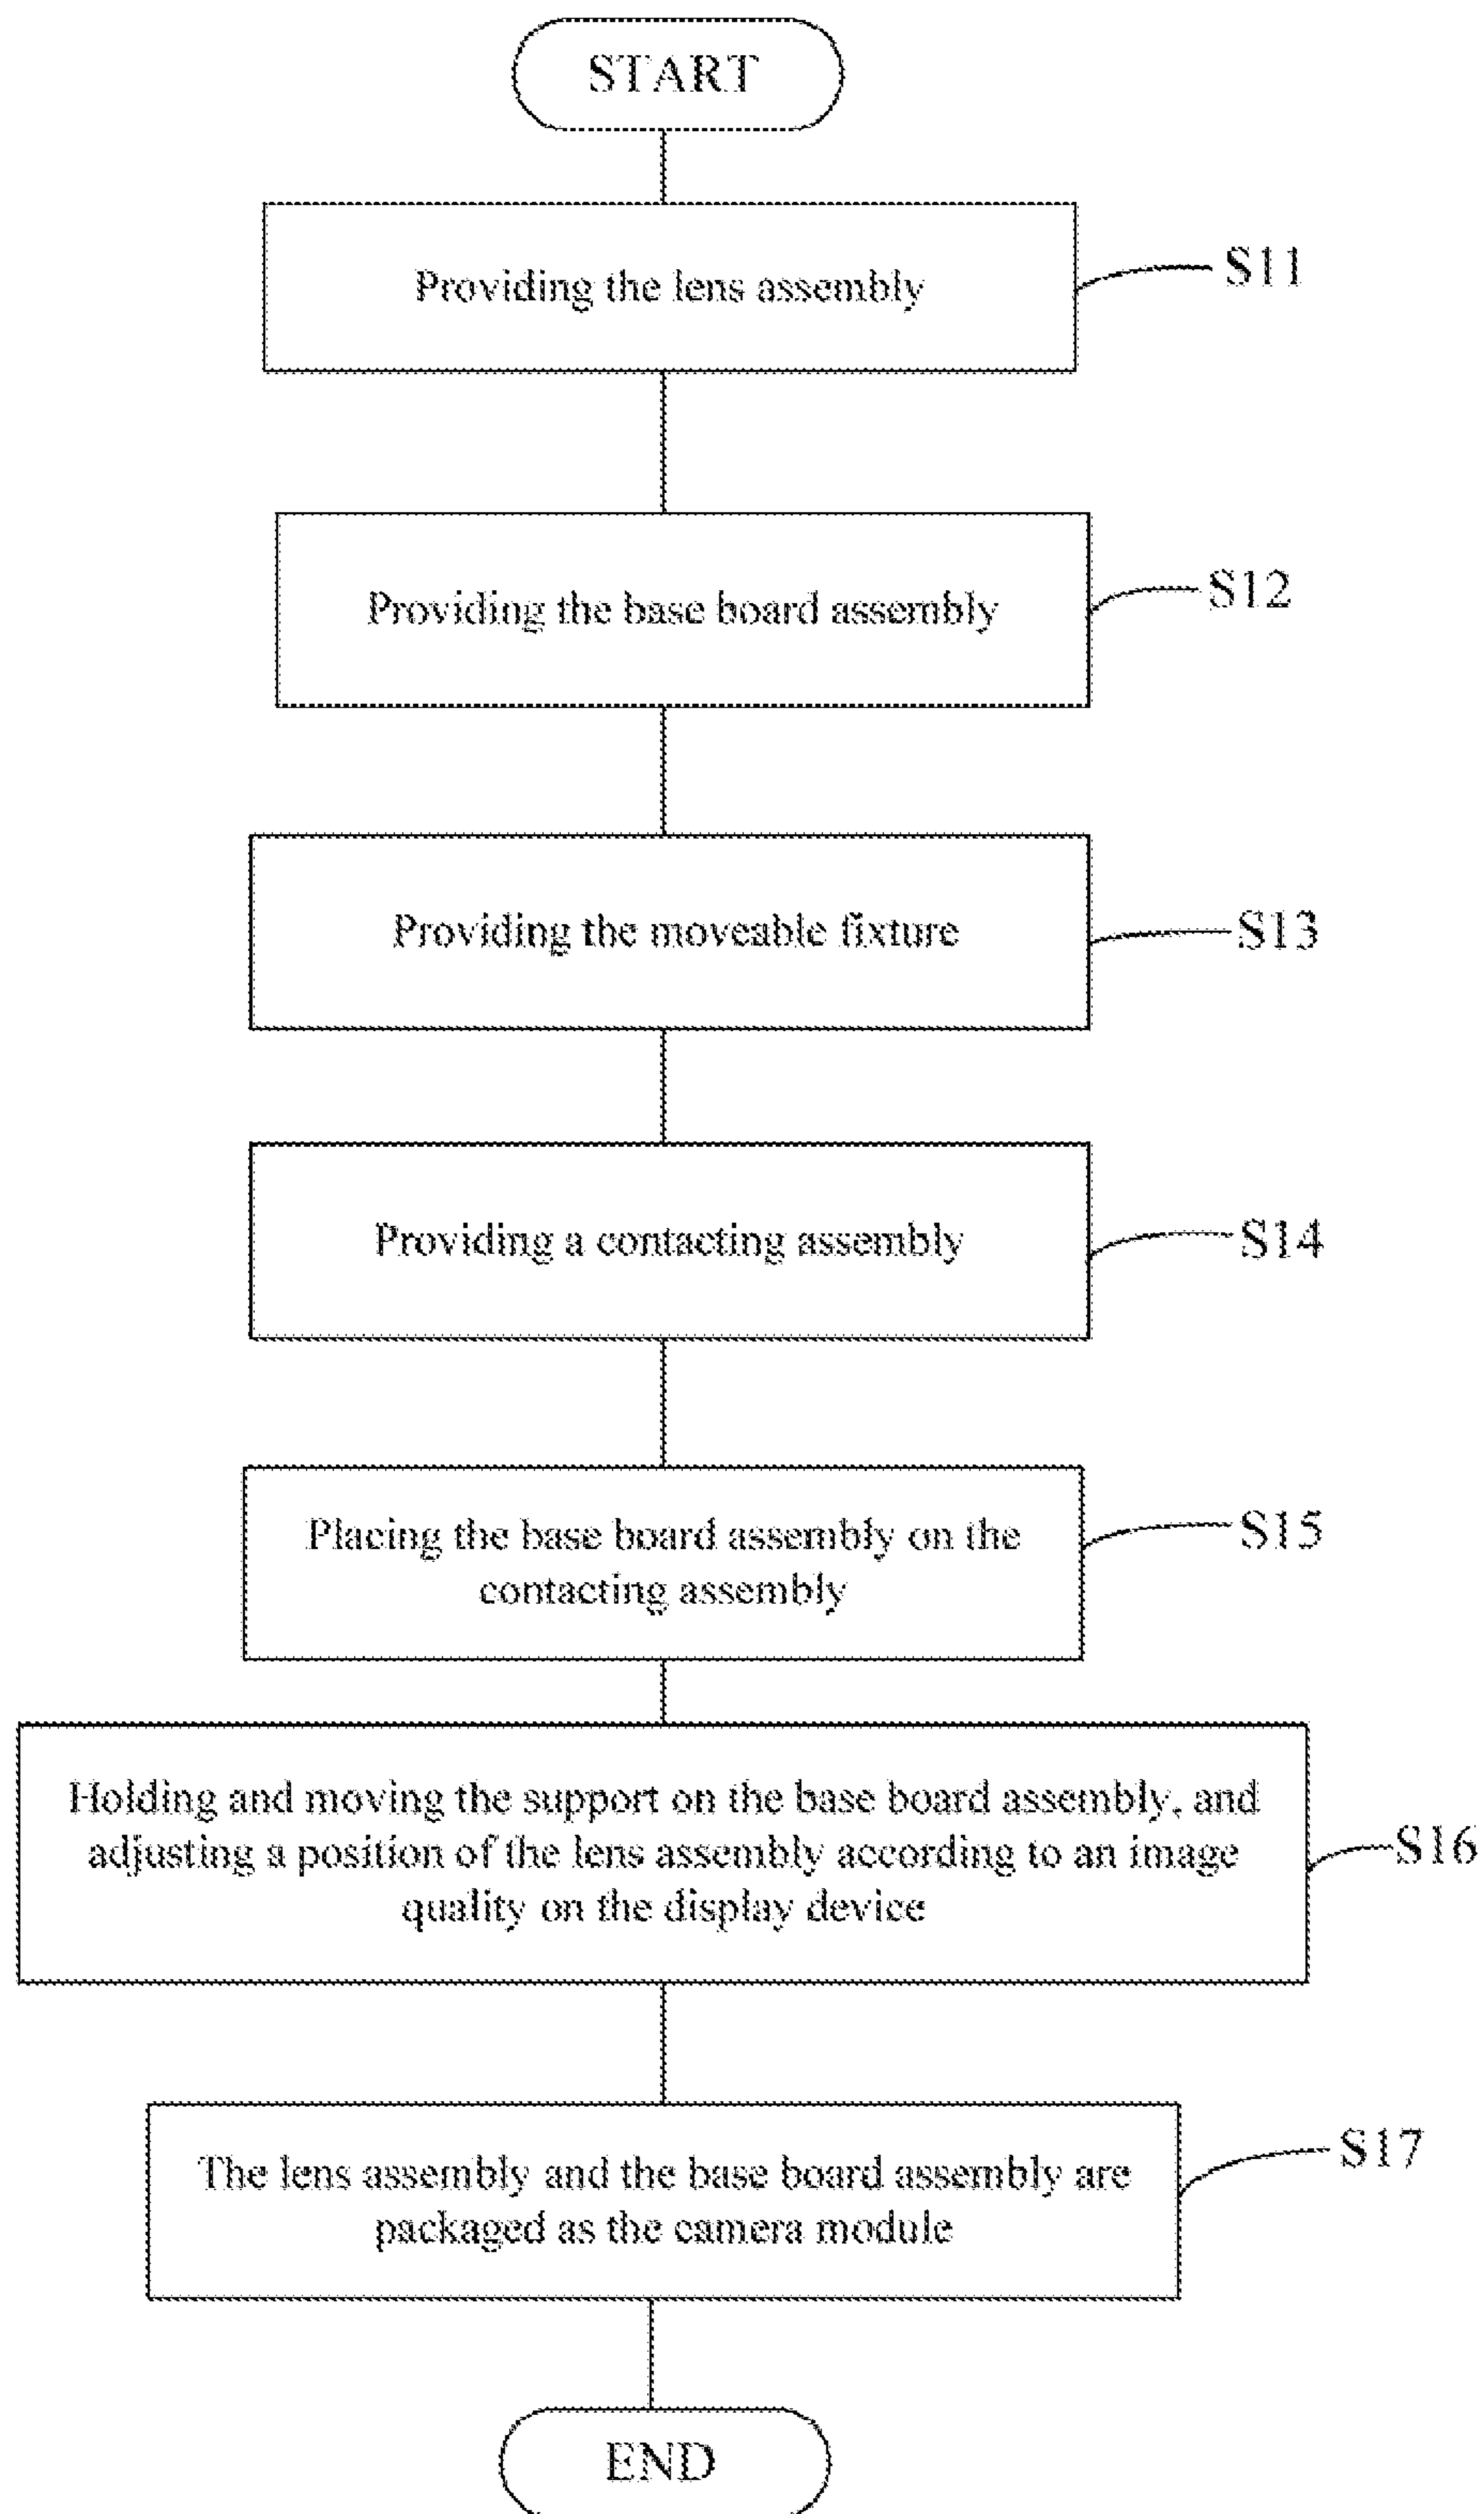 START
Providing the lens assembly
S11
Providing the base board assembly
S12
Providing the moveable fixture
S13
Providing a contacting assembly
S14
Placing the base board assembly on the
contacting assembly
S15
Holding and moving the support on the base board assembly, and
adjusting a position of the lens assembly according to an image
quality on the display device
S16
The lens assembly and the base board assembly are
packaged as the camera module
S17
END